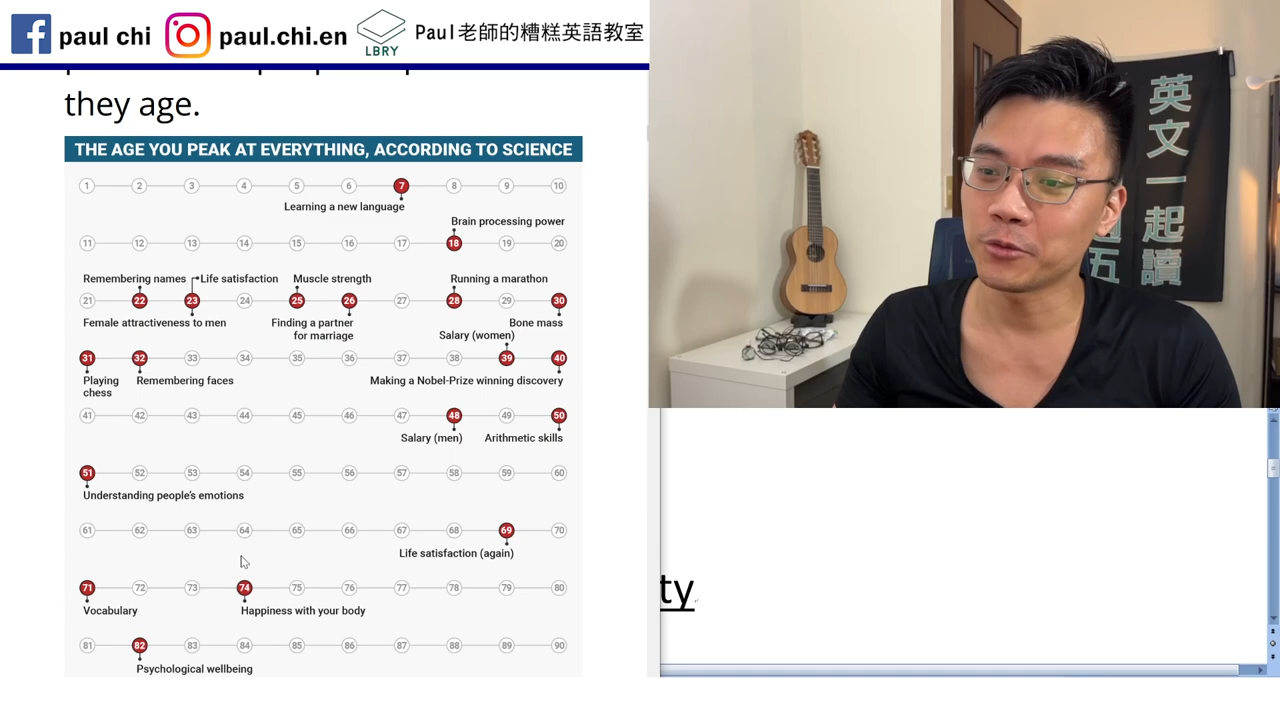 paul chi
paul.chi.en
LBRY
Paul老師的糟糕英語教室
they age.
THE AGE YOU PEAK AT EVERYTHING, ACCORDING TO SCIENCE
1 2 3 4 5 6 7 8 9 10
Learning a new language
Brain processing power
11 12 13 14 15 16 17 18 19 20
Remembering names Life satisfaction Muscle strength Running a marathon
21 22 23 24 25 26 27 28 29 30
Female attractiveness to men Finding a partner for marriage Bone mass
Salary (women)
31 32 33 34 35 36 37 38 39 40
Playing chess Remembering faces Making a Nobel-Prize winning discovery
41 42 43 44 45 46 47 48 49 50
Salary (men) Arithmetic skills
51 52 53 54 55 56 57 58 59 60
Understanding people's emotions
61 62 63 64 65 66 67 68 69 70
Life satisfaction (again)
71 72 73 74 75 76 77 78 79 80
Vocabulary Happiness with your body
81 82 83 84 85 86 87 88 89 90
Psychological wellbeing
英文一起讀
五
ty